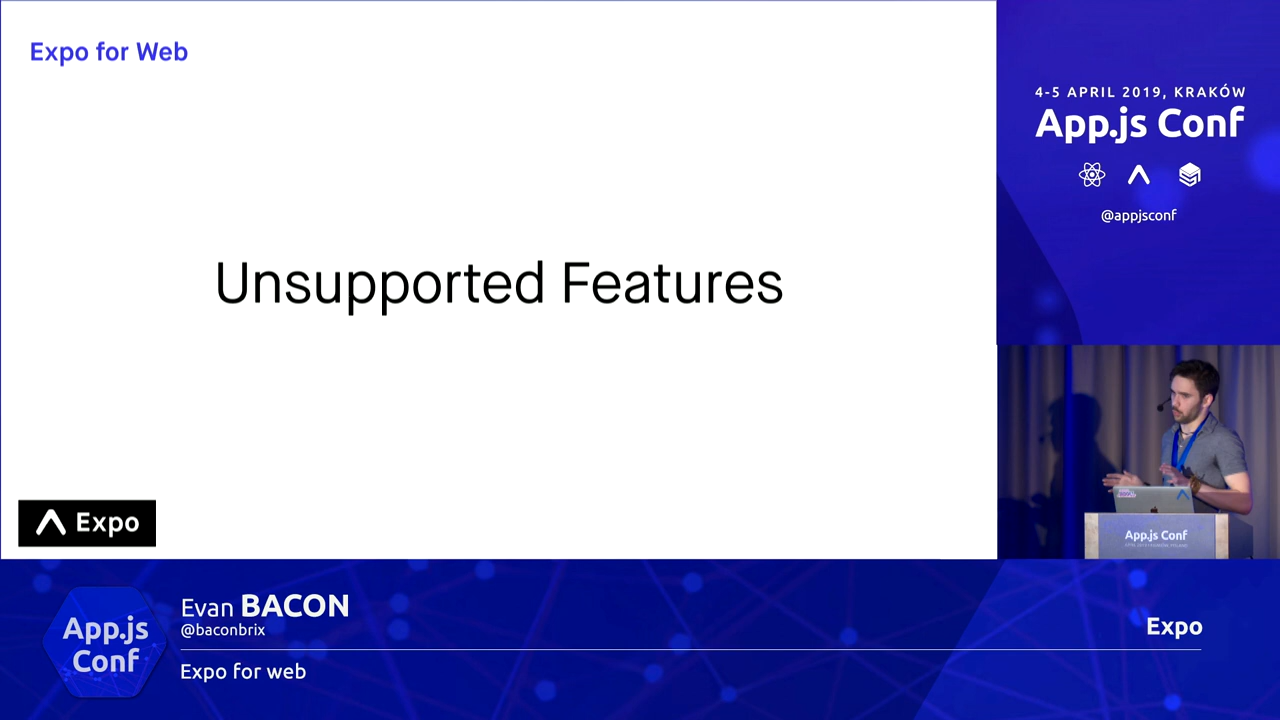 Expo for Web
Unsupported Features
Expo
4-5 APRIL 2019, KRAKÓW
App.js Conf
@appjsconf
App.js Conf
App.js
Conf
Evan BACON
@baconbrix
Expo for web
Expo